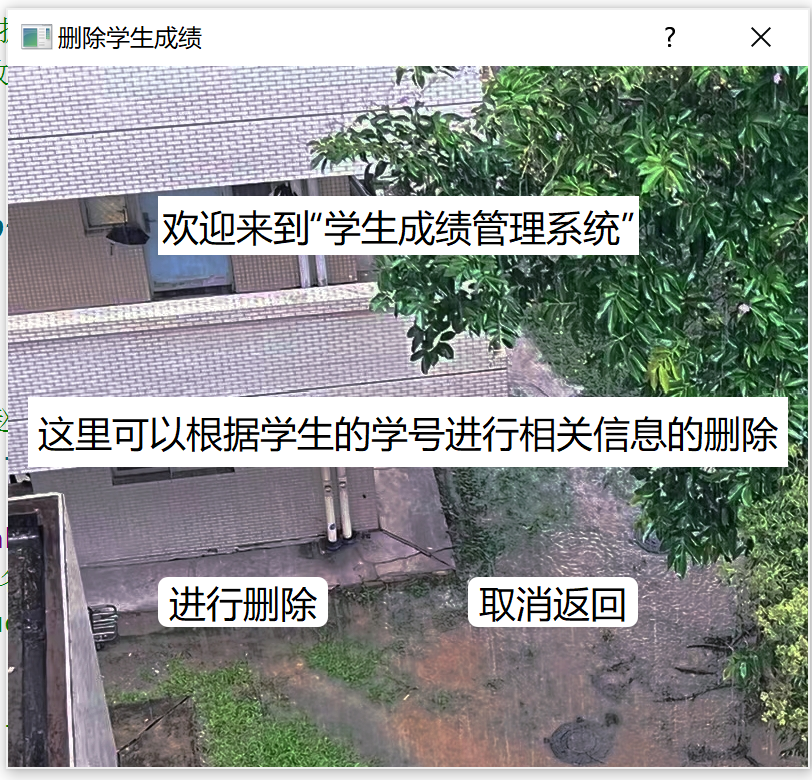 删除学生成绩
?
欢迎来到“学生成绩管理系统”
这里可以根据学生的学号进行相关信息的删除
进行删除
取消返回